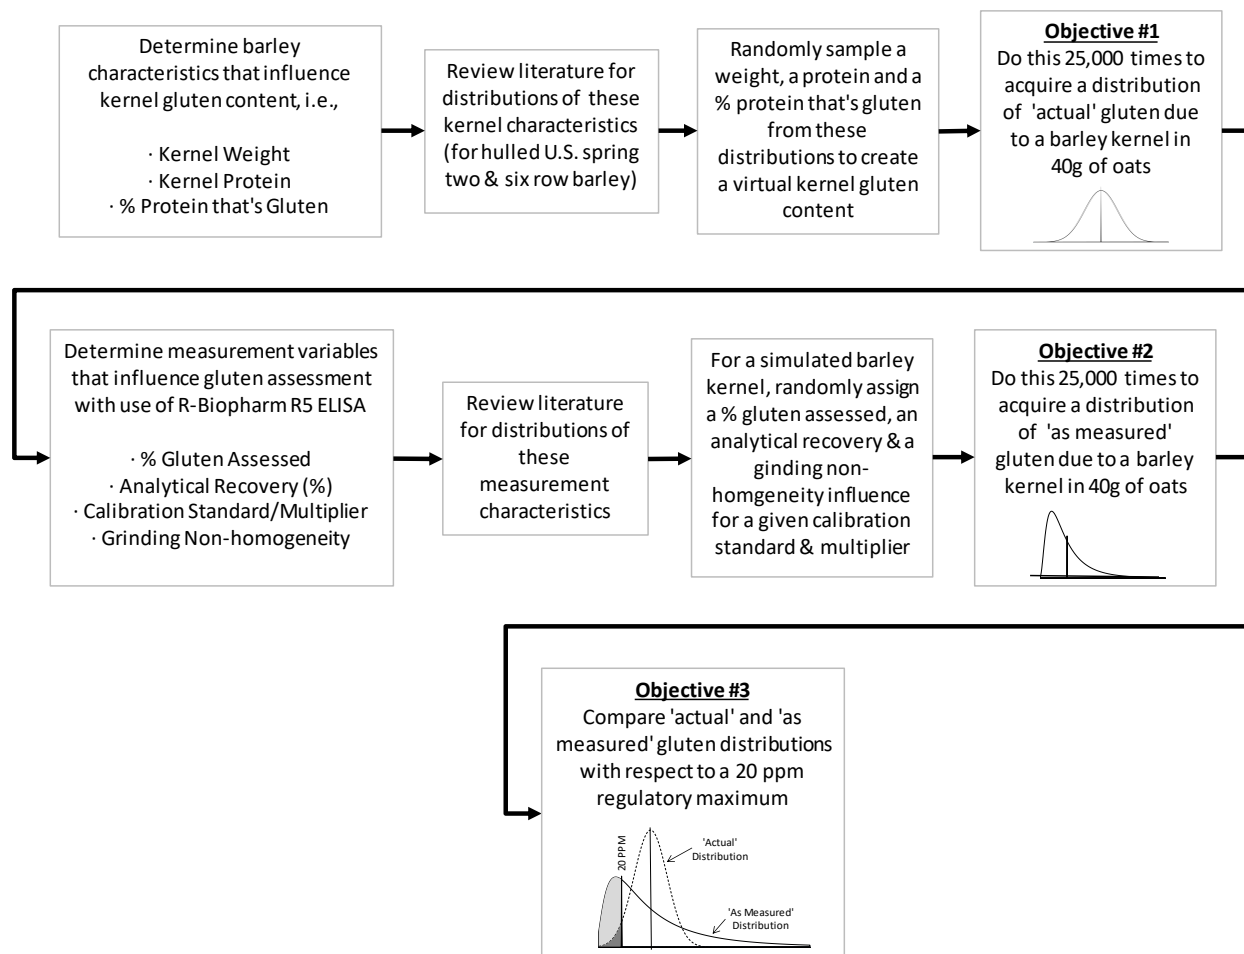 Determine barley
characteristics that influence
kernel gluten content, i.e.,
· Kernel Weight
· Kernel Protein
· % Protein that's Gluten
Review literature for
distributions of these
kernel characteristics
(for hulled U.S. spring
two & six row barley)
Randomly sample a
weight, a protein and a
% protein that's gluten
from these
distributions to create
a virtual kernel gluten
content
Objective #1
Do this 25,000 times to
acquire a distribution
of 'actual' gluten due
to a barley kernel in
40g of oats
Determine measurement variables
that influence gluten assessment
with use of R-Biopharm R5 ELISA
· % Gluten Assessed
· Analytical Recovery (%)
· Calibration Standard/Multiplier
· Grinding Non-homogeneity
Review literature
for distributions of
these
measurement
characteristics
For a simulated barley
kernel, randomly assign
a % gluten assessed, an
analytical recovery & a
ginding non-
homgeneity influence
for a given calibration
standard & multiplier
Objective #2
Do this 25,000 times to
acquire a distribution
of 'as measured'
gluten due to a barley
kernel in 40g of oats
Objective #3
Compare 'actual' and 'as
measured' gluten distributions
with respect to a 20 ppm
regulatory maximum
20 PPM
'Actual'
Distribution
'As Measured'
Distribution